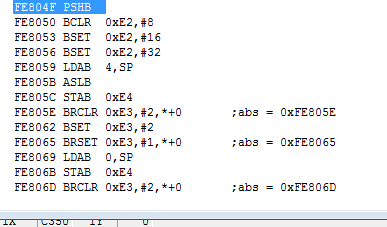 FE804F PSHB
FE8050 BCLR 0xE2,#8
FE8053 BSET 0xE2,#16
FE8056 BSET 0xE2,#32
FE8059 LDAB 4,SP
FE805B ASLB
FE805C STAB 0xE4
FE805E BRCLR 0xE3,#2,*+0 ;abs = 0xFE805E
FE8062 BSET 0xE3,#2
FE8065 BRSET 0xE3,#1,*+0 ;abs = 0xFE8065
FE8069 LDAB 0,SP
FE806B STAB 0xE4
FE806D BRCLR 0xE3,#2,*+0 ;abs = 0xFE806D
IX C390 IY 0